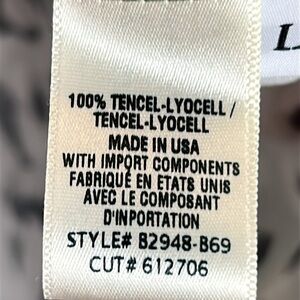 100% TENCEL-LYOCELL /
TENCEL-LYOCELL
MADE IN USA
WITH IMPORT COMPONENTS
FABRIQUÉ EN ETATS UNIS
AVEC LE COMPOSANT
D'INPORTATION
STYLE# B2948-B69
CUT# 612706